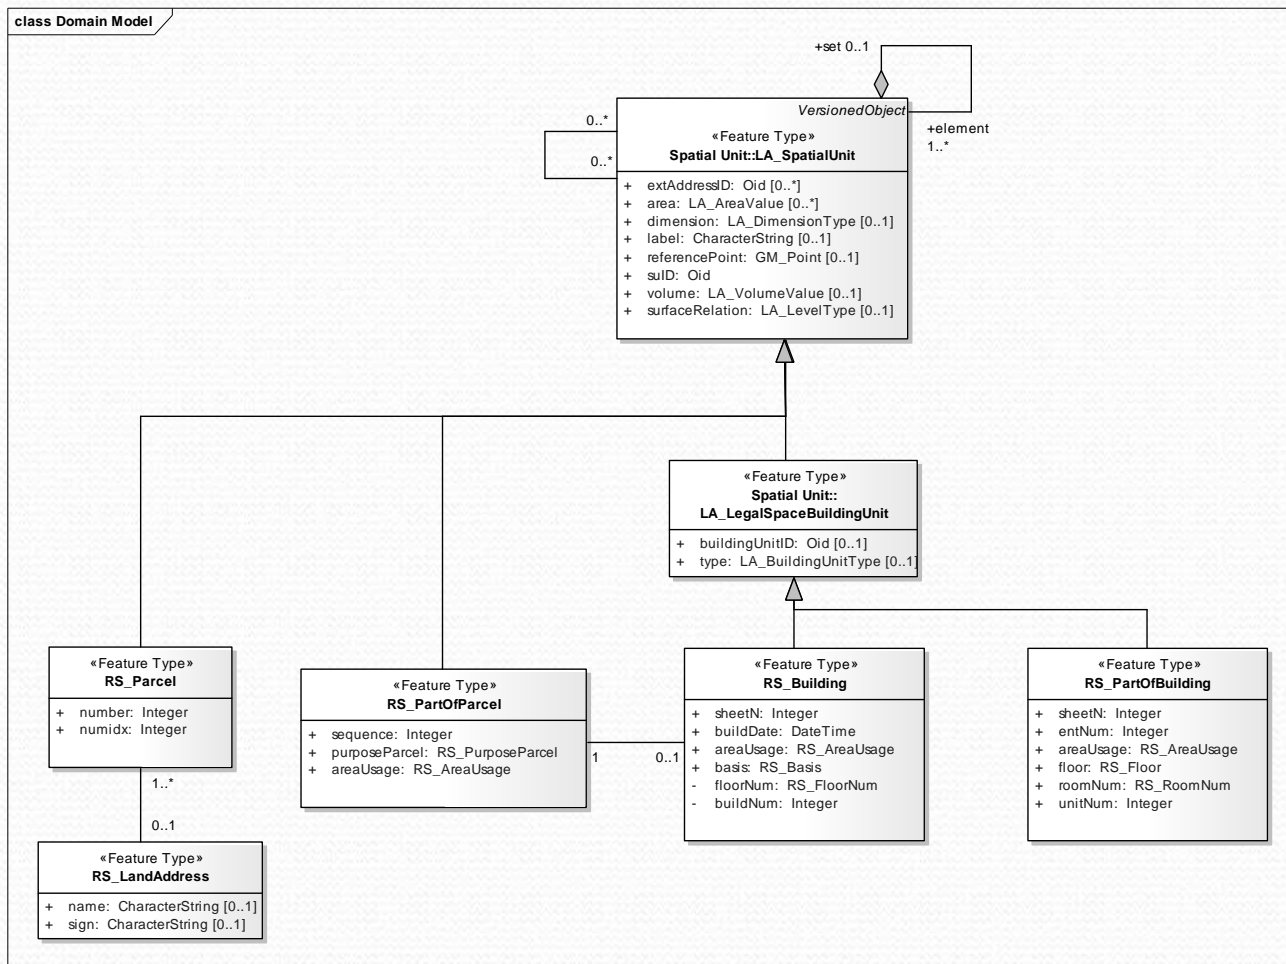 class Domain Model
+set 0..1
VersionedObject
«Feature Type»
Spatial Unit::LA_SpatialUnit
+ extAddressID: Oid [0..*]
+ area: LA_AreaValue [0..*]
+ dimension: LA_DimensionType [0..1]
+ label: CharacterString [0..1]
+ referencePoint: GM_Point [0..1]
+ suID: Oid
+ volume: LA_VolumeValue [0..1]
+ surfaceRelation: LA_LevelType [0..1]
+element
1..*
0..*
0..*
«Feature Type»
Spatial Unit::
LA_LegalSpaceBuildingUnit
+ buildingUnitID: Oid [0..1]
+ type: LA_BuildingUnitType [0..1]
«Feature Type»
RS_Parcel
+ number: Integer
+ numidx: Integer
1..*
0..1
«Feature Type»
RS_LandAddress
+ name: CharacterString [0..1]
+ sign: CharacterString [0..1]
«Feature Type»
RS_PartOfParcel
+ sequence: Integer
+ purposeParcel: RS_PurposeParcel
+ areaUsage: RS_AreaUsage
1
0..1
«Feature Type»
RS_Building
+ sheetN: Integer
+ buildDate: DateTime
+ areaUsage: RS_AreaUsage
+ basis: RS_Basis
- floorNum: RS_FloorNum
- buildNum: Integer
«Feature Type»
RS_PartOfBuilding
+ sheetN: Integer
+ entNum: Integer
+ areaUsage: RS_AreaUsage
+ floor: RS_Floor
+ roomNum: RS_RoomNum
+ unitNum: Integer